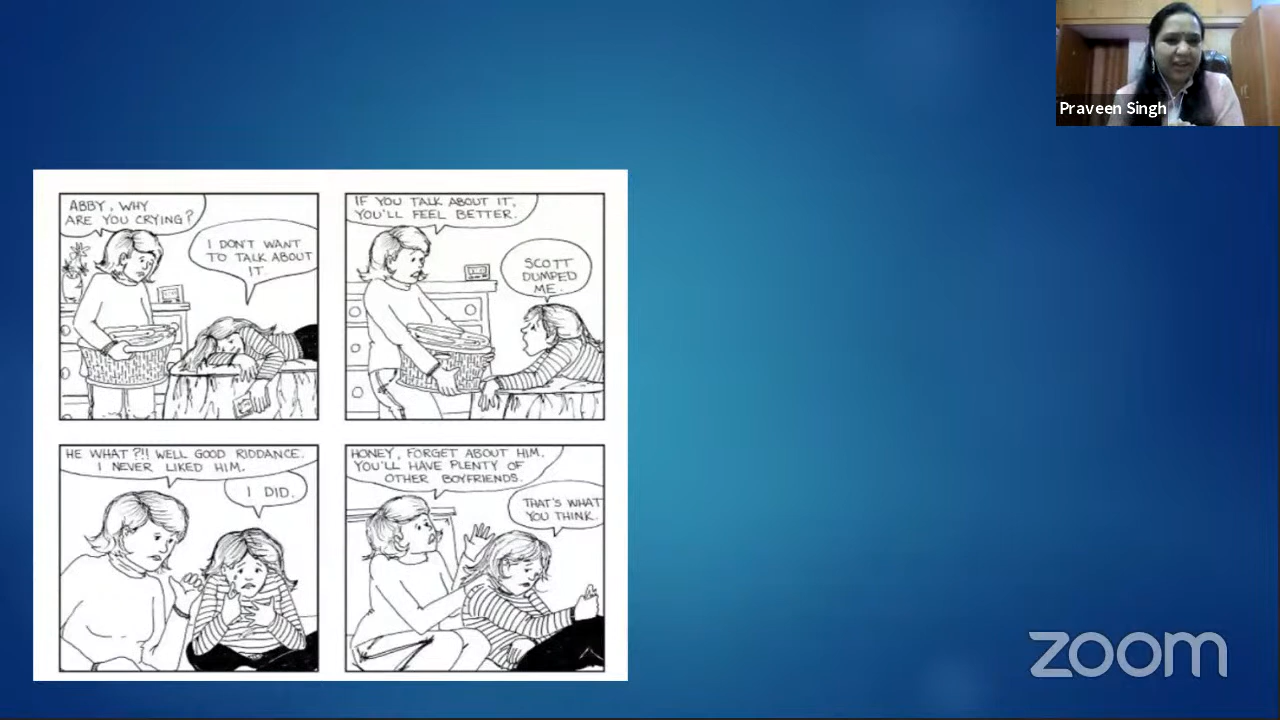 Praveen Singh
ABBY, WHY
ARE YOU CRYING?
I DON'T WANT
TO TALK ABOUT
IT.
IF YOU TALK ABOUT IT,
YOU'LL FEEL BETTER.
SCOTT
DUMPED
ME.
HE WHAT?!! WELL GOOD RIDDANCE.
I NEVER LIKED HIM.
I DID.
HONEY, FORGET ABOUT HIM.
YOU'LL HAVE PLENTY OF
OTHER BOYFRIENDS.
THAT'S WHAT
YOU THINK.
zoom